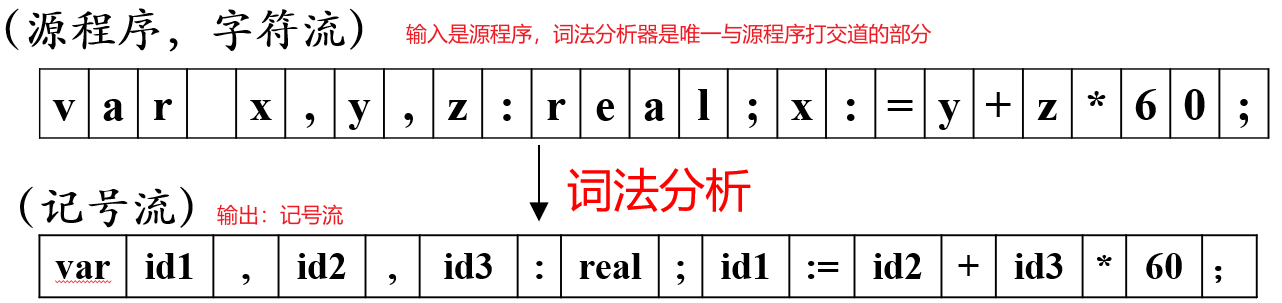 (源程序，字符流) 输入是源程序，词法分析器是唯一与源程序打交道的部分
v a r x , y , z : r e a l ; x : = y + z * 6 0 ;
词法分析
(记号流) 输出：记号流
var id1 , id2 , id3 : real ; id1 := id2 + id3 * 60 ；